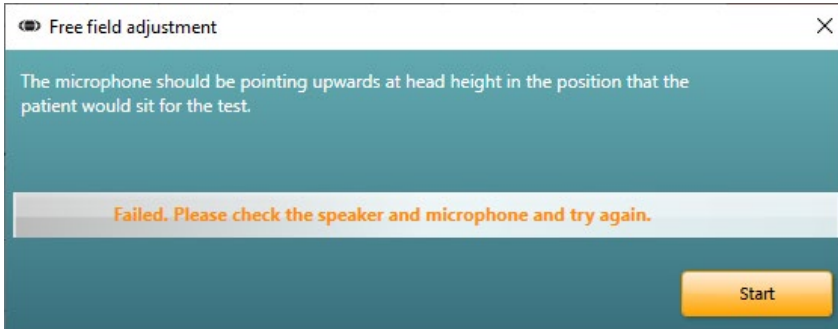 Free field adjustment
The microphone should be pointing upwards at head height in the position that the
patient would sit for the test.
Failed. Please check the speaker and microphone and try again.
Start